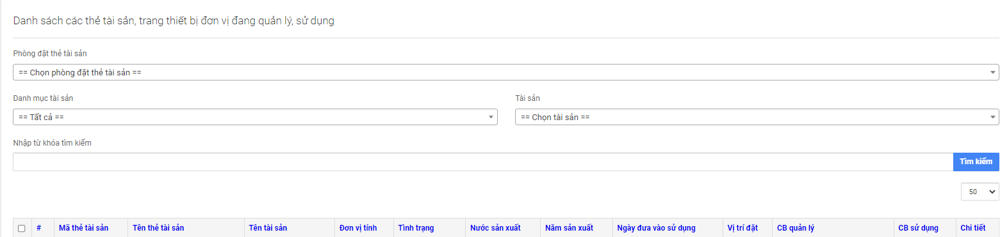 Danh sách các thẻ tài sản, trang thiết bị đơn vị đang quản lý, sử dụng
Phòng đặt thẻ tài sản
== Chọn phòng đặt thẻ tài sản ==
Danh mục tài sản Tài sản
== Tất cả == == Chọn tài sản ==
Nhập từ khóa tìm kiếm
Tìm kiếm
50
# Mã thẻ tài sản Tên thẻ tài sản Tên tài sản Đơn vị tính Tình trạng Nước sản xuất Năm sản xuất Ngày đưa vào sử dụng Vị trí đặt CB quản lý CB sử dụng Chi tiết